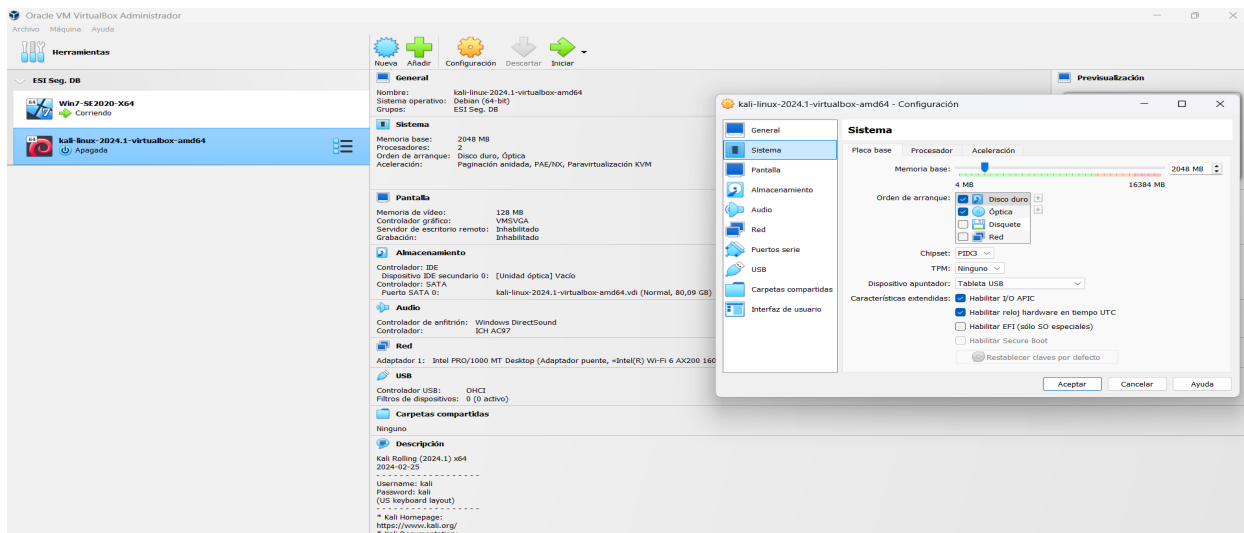 Oracle VM VirtualBox Administrador
Archivo Máquina Ayuda
Herramientas
Nueva Añadir Configuración Descartar Iniciar
ESI Seg. DB
64 Win7-SE2020-X64
Corriendo
64 kali-linux-2024.1-virtualbox-amd64
Apagada
General
Nombre: kali-linux-2024.1-virtualbox-amd64
Sistema operativo: Debian (64-bit)
Grupos: ESI Seg. DB
Sistema
Memoria base: 2048 MB
Procesadores: 2
Orden de arranque: Disco duro, Óptica
Aceleración: Paginación anidada, PAE/NX, Paravirtualización KVM
Pantalla
Memoria de vídeo: 128 MB
Controlador gráfico: VMSVGA
Servidor de escritorio remoto: Inhabilitado
Grabación: Inhabilitado
Almacenamiento
Controlador: IDE
Dispositivo IDE secundario 0: [Unidad óptica] Vacío
Controlador: SATA
Puerto SATA 0: kali-linux-2024.1-virtualbox-amd64.vdi (Normal, 80,09 GB)
Audio
Controlador de anfitrión: Windows DirectSound
Controlador: ICH AC97
Red
Adaptador 1: Intel PRO/1000 MT Desktop (Adaptador puente, «Intel(R) Wi-Fi 6 AX200 160
USB
Controlador USB: OHCI
Filtros de dispositivos: 0 (0 activo)
Carpetas compartidas
Ninguno
Descripción
Kali Rolling (2024.1) x64
2024-02-25
- - - - - - - - - - - - - - - - - -
Username: kali
Password: kali
(US keyboard layout)
- - - - - - - - - - - - - - - - - -
* Kali Homepage:
https://www.kali.org/
* Kali Documentation:
Previsualización
kali-linux-2024.1-virtualbox-amd64 - Configuración
General
Sistema
Pantalla
Almacenamiento
Audio
Red
Puertos serie
USB
Carpetas compartidas
Interfaz de usuario
Sistema
Placa base Procesador Aceleración
Memoria base: 2048 MB
4 MB 16384 MB
Orden de arranque: Disco duro
Óptica
Disquete
Red
Chipset: PIIX3
TPM: Ninguno
Dispositivo apuntador: Tableta USB
Características extendidas: Habilitar I/O APIC
Habilitar reloj hardware en tiempo UTC
Habilitar EFI (sólo SO especiales)
Habilitar Secure Boot
Restablecer claves por defecto
Aceptar Cancelar Ayuda